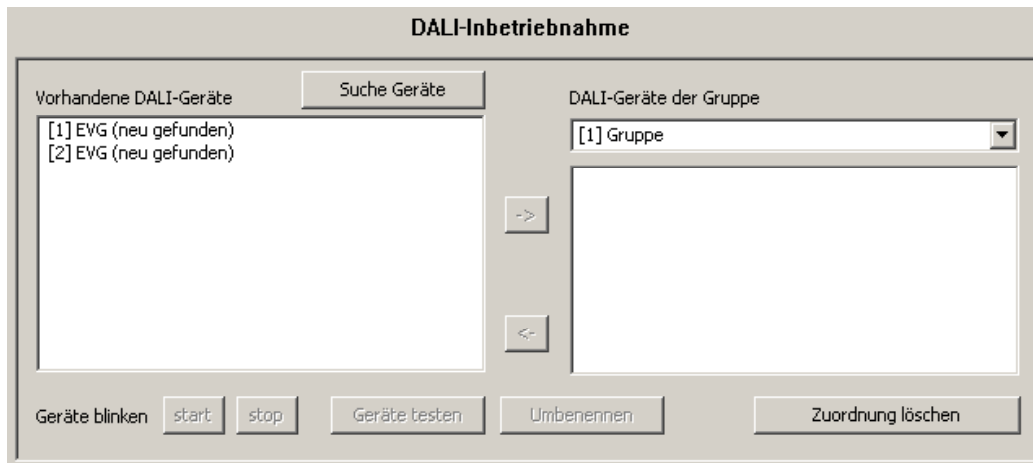 DALI-Inbetriebnahme
Vorhandene DALI-Geräte
Suche Geräte
[1] EVG (neu gefunden)
[2] EVG (neu gefunden)
DALI-Geräte der Gruppe
[1] Gruppe
->
<-
Geräte blinken
start
stop
Geräte testen
Umbenennen
Zuordnung löschen